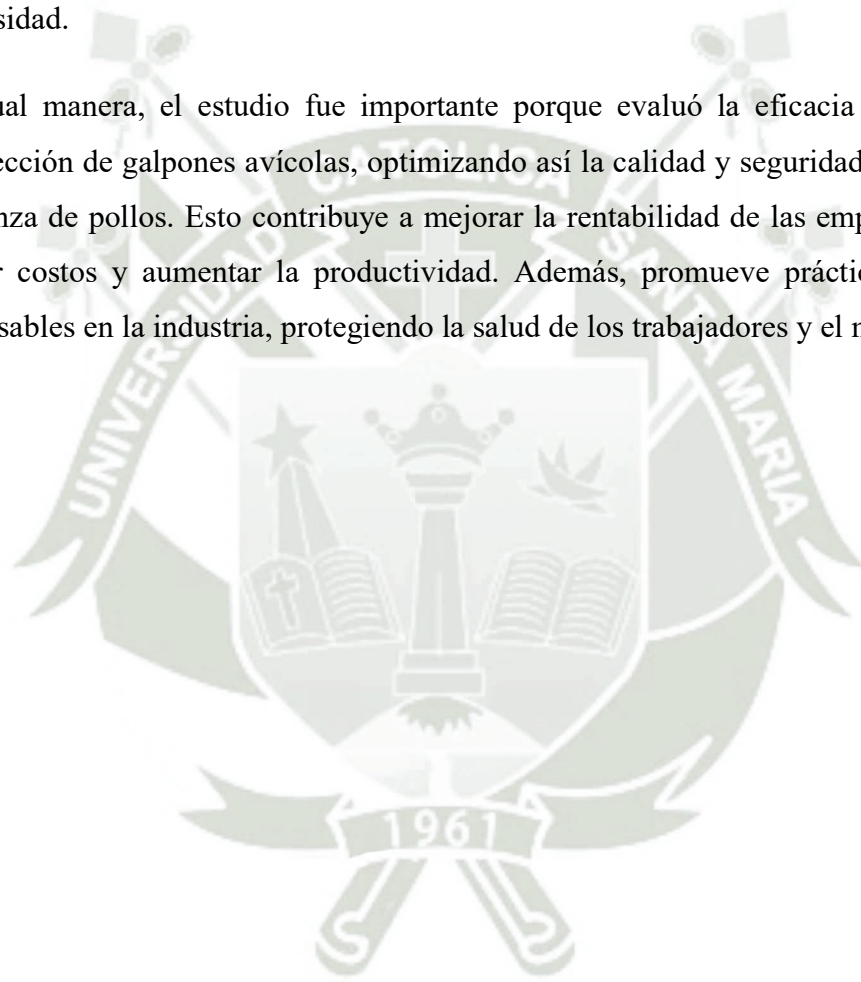 sidad.
ual manera, el estudio fue importante porque evaluó la eficacia
ección de galpones avícolas, optimizando así la calidad y seguridad
nza de pollos. Esto contribuye a mejorar la rentabilidad de las emp
r costos y aumentar la productividad. Además, promueve práctic
sables en la industria, protegiendo la salud de los trabajadores y el
UNIVERSIDAD CATOLICA SANTA MARIA
1961